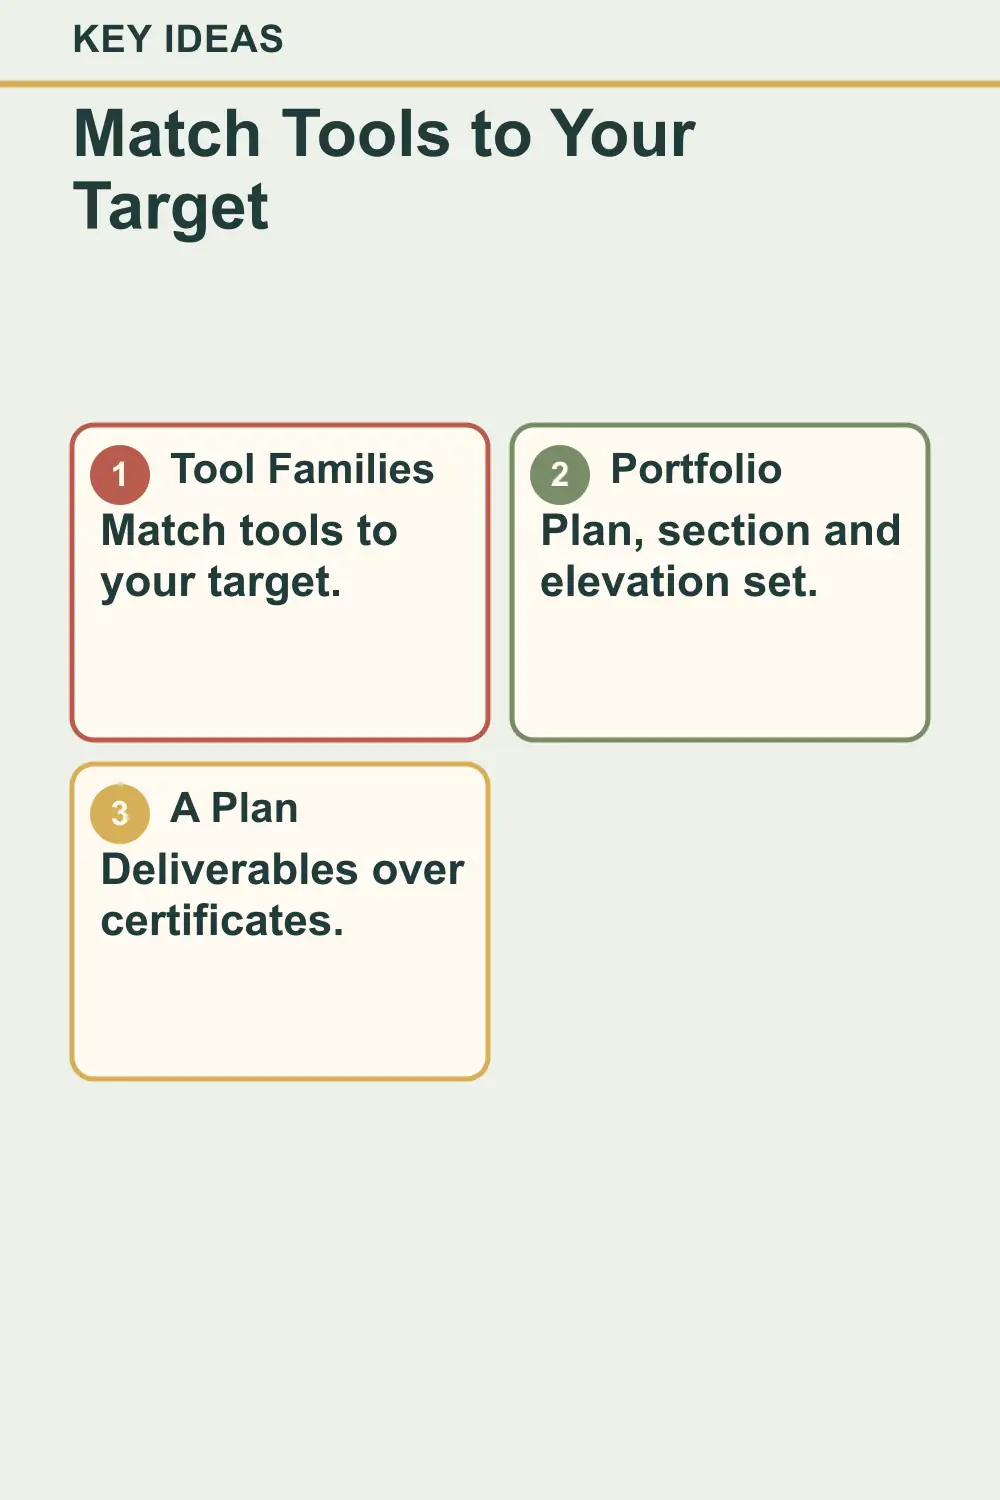 KEY IDEAS
Match Tools to Your
Target
1 Tool Families
Match tools to
your target.
2 Portfolio
Plan, section and
elevation set.
3 A Plan
Deliverables over
certificates.